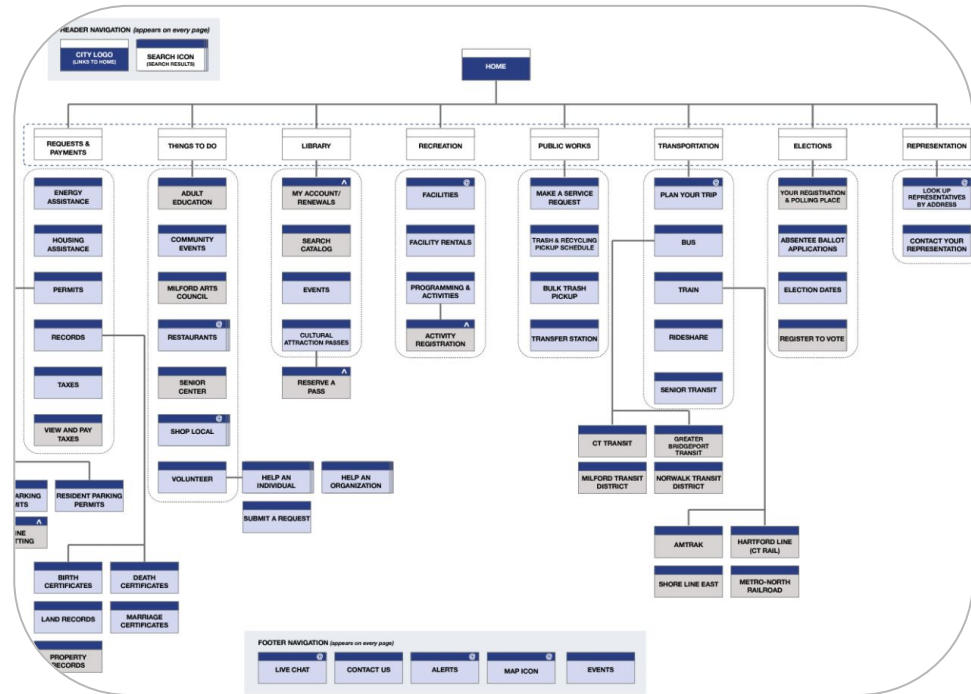 HEADER NAVIGATION (appears on every page)
CITY LOGO
(LINKS TO HOME)
SEARCH ICON
(SEARCH RESULTS)
HOME
REQUESTS &
PAYMENTS
THINGS TO DO
LIBRARY
RECREATION
PUBLIC WORKS
TRANSPORTATION
ELECTIONS
REPRESENTATION
ENERGY
ASSISTANCE
HOUSING
ASSISTANCE
PERMITS
RECORDS
TAXES
VIEW AND PAY
TAXES
ADULT
EDUCATION
COMMUNITY
EVENTS
MILFORD ARTS
COUNCIL
@
RESTAURANTS
SENIOR
CENTER
@
SHOP LOCAL
VOLUNTEER
HELP AN
INDIVIDUAL
HELP AN
ORGANIZATION
SUBMIT A REQUEST
^
MY ACCOUNT/
RENEWALS
SEARCH
CATALOG
EVENTS
CULTURAL
ATTRACTION PASSES
^
RESERVE A
PASS
@
FACILITIES
FACILITY RENTALS
PROGRAMMING &
ACTIVITIES
^
ACTIVITY
REGISTRATION
MAKE A SERVICE
REQUEST
TRASH & RECYCLING
PICKUP SCHEDULE
BULK TRASH
PICKUP
TRANSFER STATION
@
PLAN YOUR TRIP
BUS
TRAIN
RIDESHARE
SENIOR TRANSIT
CT TRANSIT
GREATER
BRIDGEPORT
TRANSIT
MILFORD TRANSIT
DISTRICT
NORWALK TRANSIT
DISTRICT
AMTRAK
HARTFORD LINE
(CT RAIL)
SHORE LINE EAST
METRO-NORTH
RAILROAD
YOUR REGISTRATION
& POLLING PLACE
ABSENTEE BALLOT
APPLICATIONS
ELECTION DATES
REGISTER TO VOTE
@
LOOK UP
REPRESENTATIVES
BY ADDRESS
CONTACT YOUR
REPRESENTATION
RESIDENT PARKING
PERMITS
^
BIRTH
CERTIFICATES
DEATH
CERTIFICATES
LAND RECORDS
MARRIAGE
CERTIFICATES
PROPERTY
RECORDS
FOOTER NAVIGATION (appears on every page)
@
LIVE CHAT
CONTACT US
@
ALERTS
@
MAP ICON
EVENTS